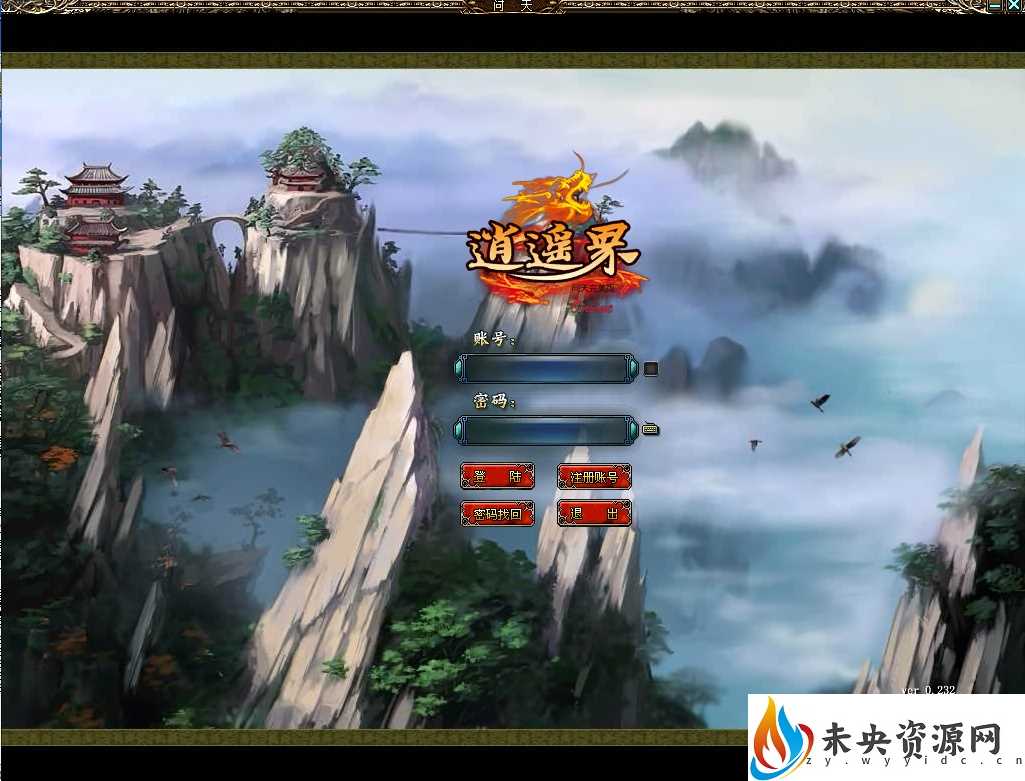 问 天
逍遥界
账号：
密码：
登 陆
注册账号
密码找回
退 出
ver 0.232
未央资源网
zy.wyyidc.cn